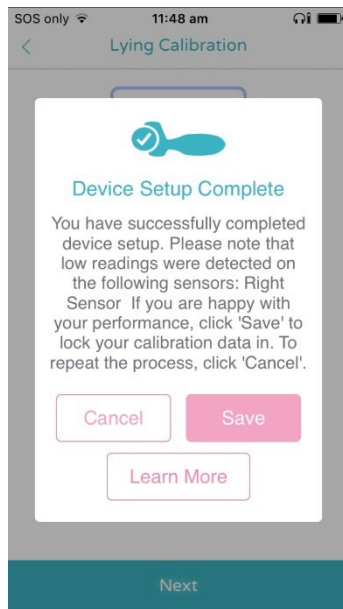 SOS only 11:48 am
Lying Calibration
Device Setup Complete
You have successfully completed
device setup. Please note that
low readings were detected on
the following sensors: Right
Sensor  If you are happy with
your performance, click 'Save' to
lock your calibration data in. To
repeat the process, click 'Cancel'.
Cancel Save
Learn More
Next